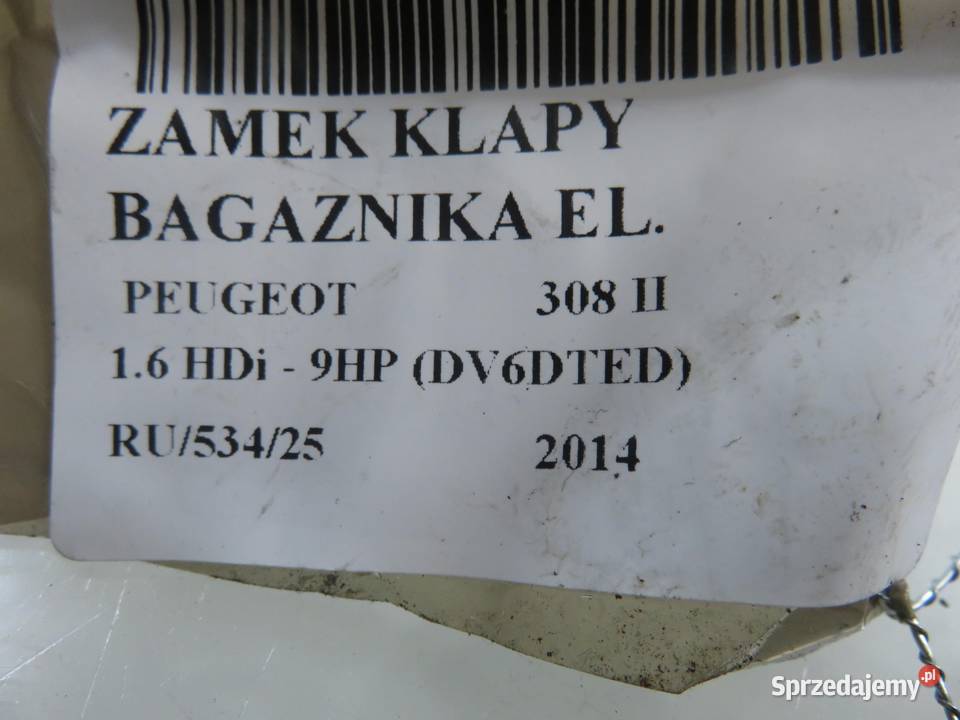 ZAMEK KLAPY
BAGAZNIKA EL.
PEUGEOT 308 II
1.6 HDi - 9HP (DV6DTED)
RU/534/25 2014
Sprzedajemy.pl